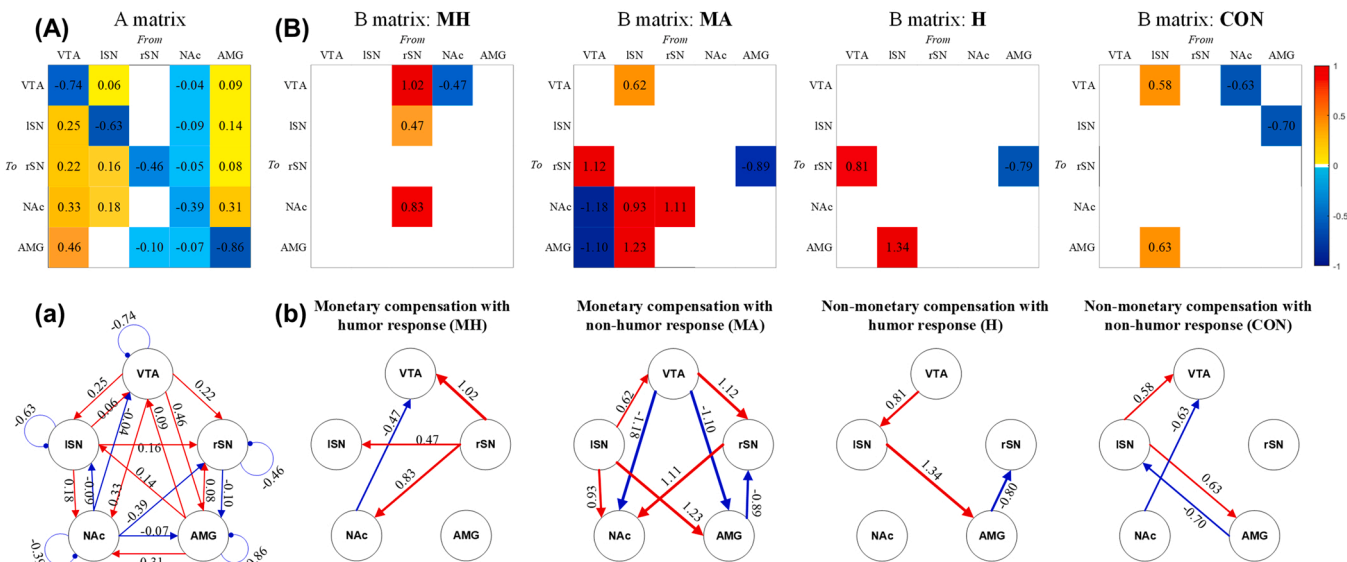 (A)
A matrix
From
VTA lSN rSN NAc AMG
VTA -0.74 0.06 -0.04 0.09
lSN 0.25 -0.63 -0.09 0.14
To rSN 0.22 0.16 -0.46 -0.05 0.08
NAc 0.33 0.18 -0.39 0.31
AMG 0.46 -0.10 -0.07 -0.86
(B)
B matrix: MH
From
VTA lSN rSN NAc AMG
VTA 1.02 -0.47
lSN 0.47
To rSN
NAc 0.83
AMG
B matrix: MA
From
VTA lSN rSN NAc AMG
VTA 0.62
lSN
To rSN 1.12 -0.89
NAc -1.18 0.93 1.11
AMG -1.10 1.23
B matrix: H
From
VTA lSN rSN NAc AMG
VTA
lSN
To rSN 0.81 -0.79
NAc
AMG 1.34
B matrix: CON
From
VTA lSN rSN NAc AMG
VTA 0.58 -0.63
lSN -0.70
To rSN
NAc
AMG 0.63
1
0.5
0
-0.5
-1
(a)
-0.74
VTA
0.25
0.22
-0.63
0.06
-0.04
0.09
0.46
lSN
rSN
0.16
-0.46
0.18
-0.09
0.33
0.14
-0.39
0.08
-0.10
NAc
-0.07
AMG
0.31
(b)
Monetary compensation with
humor response (MH)
VTA
1.02
-0.47
lSN
0.47
rSN
0.83
NAc
AMG
Monetary compensation with
non-humor response (MA)
VTA
0.62
1.12
-1.18
-1.10
lSN
rSN
0.93
1.11
1.23
-0.89
NAc
AMG
Non-monetary compensation with
humor response (H)
VTA
0.81
lSN
rSN
1.34
-0.80
NAc
AMG
Non-monetary compensation with
non-humor response (CON)
VTA
0.58
-0.63
lSN
rSN
0.63
-0.70
NAc
AMG